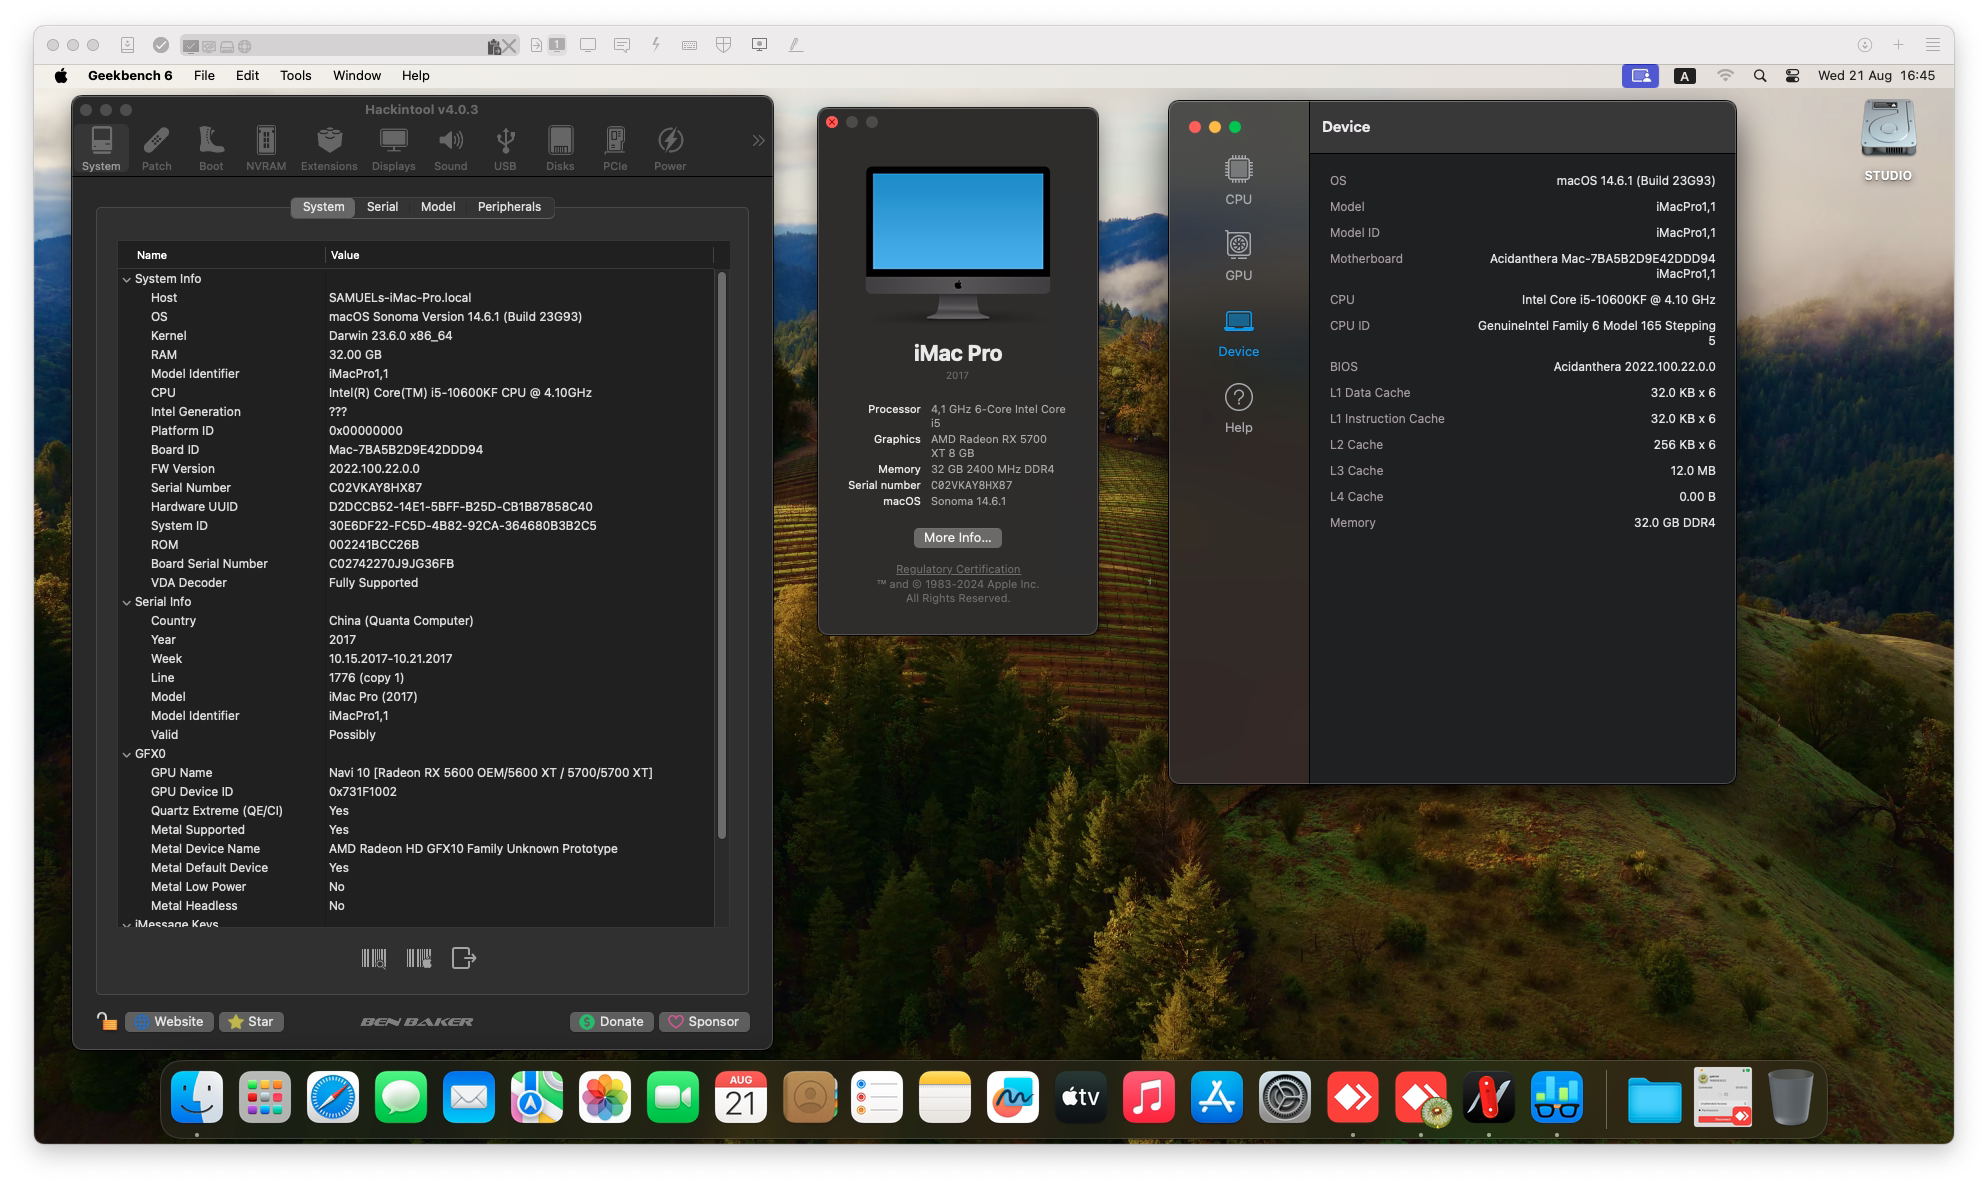 1
Geekbench 6 File Edit Tools Window Help
A Wed 21 Aug 16:45
Hackintool v4.0.3
System Patch Boot NVRAM Extensions Displays Sound USB Disks PCIe Power
System Serial Model Peripherals
Name Value
System Info
Host SAMUELs-iMac-Pro.local
OS macOS Sonoma Version 14.6.1 (Build 23G93)
Kernel Darwin 23.6.0 x86_64
RAM 32.00 GB
Model Identifier iMacPro1,1
CPU Intel(R) Core(TM) i5-10600KF CPU @ 4.10GHz
Intel Generation ???
Platform ID 0x00000000
Board ID Mac-7BA5B2D9E42DDD94
FW Version 2022.100.22.0.0
Serial Number C02VKAY8HX87
Hardware UUID D2DCCB52-14E1-5BFF-B25D-CB1B87858C40
System ID 30E6DF22-FC5D-4B82-92CA-364680B3B2C5
ROM 002241BCC26B
Board Serial Number C02742270J9JG36FB
VDA Decoder Fully Supported
Serial Info
Country China (Quanta Computer)
Year 2017
Week 10.15.2017-10.21.2017
Line 1776 (copy 1)
Model iMac Pro (2017)
Model Identifier iMacPro1,1
Valid Possibly
GFX0
GPU Name Navi 10 [Radeon RX 5600 OEM/5600 XT / 5700/5700 XT]
GPU Device ID 0x731F1002
Quartz Extreme (QE/CI) Yes
Metal Supported Yes
Metal Device Name AMD Radeon HD GFX10 Family Unknown Prototype
Metal Default Device Yes
Metal Low Power No
Metal Headless No
iMessage Keys
Website Star BEN BAKER Donate Sponsor
iMac Pro
2017
Processor 4,1 GHz 6-Core Intel Core
i5
Graphics AMD Radeon RX 5700
XT 8 GB
Memory 32 GB 2400 MHz DDR4
Serial number C02VKAY8HX87
macOS Sonoma 14.6.1
More Info...
Regulatory Certification
™ and © 1983-2024 Apple Inc.
All Rights Reserved.
CPU
GPU
Device
Help
Device
OS macOS 14.6.1 (Build 23G93)
Model iMacPro1,1
Model ID iMacPro1,1
Motherboard Acidanthera Mac-7BA5B2D9E42DDD94
iMacPro1,1
CPU Intel Core i5-10600KF @ 4.10 GHz
CPU ID GenuineIntel Family 6 Model 165 Stepping
5
BIOS Acidanthera 2022.100.22.0.0
L1 Data Cache 32.0 KB x 6
L1 Instruction Cache 32.0 KB x 6
L2 Cache 256 KB x 6
L3 Cache 12.0 MB
L4 Cache 0.00 B
Memory 32.0 GB DDR4
STUDIO
AUG
21
tv